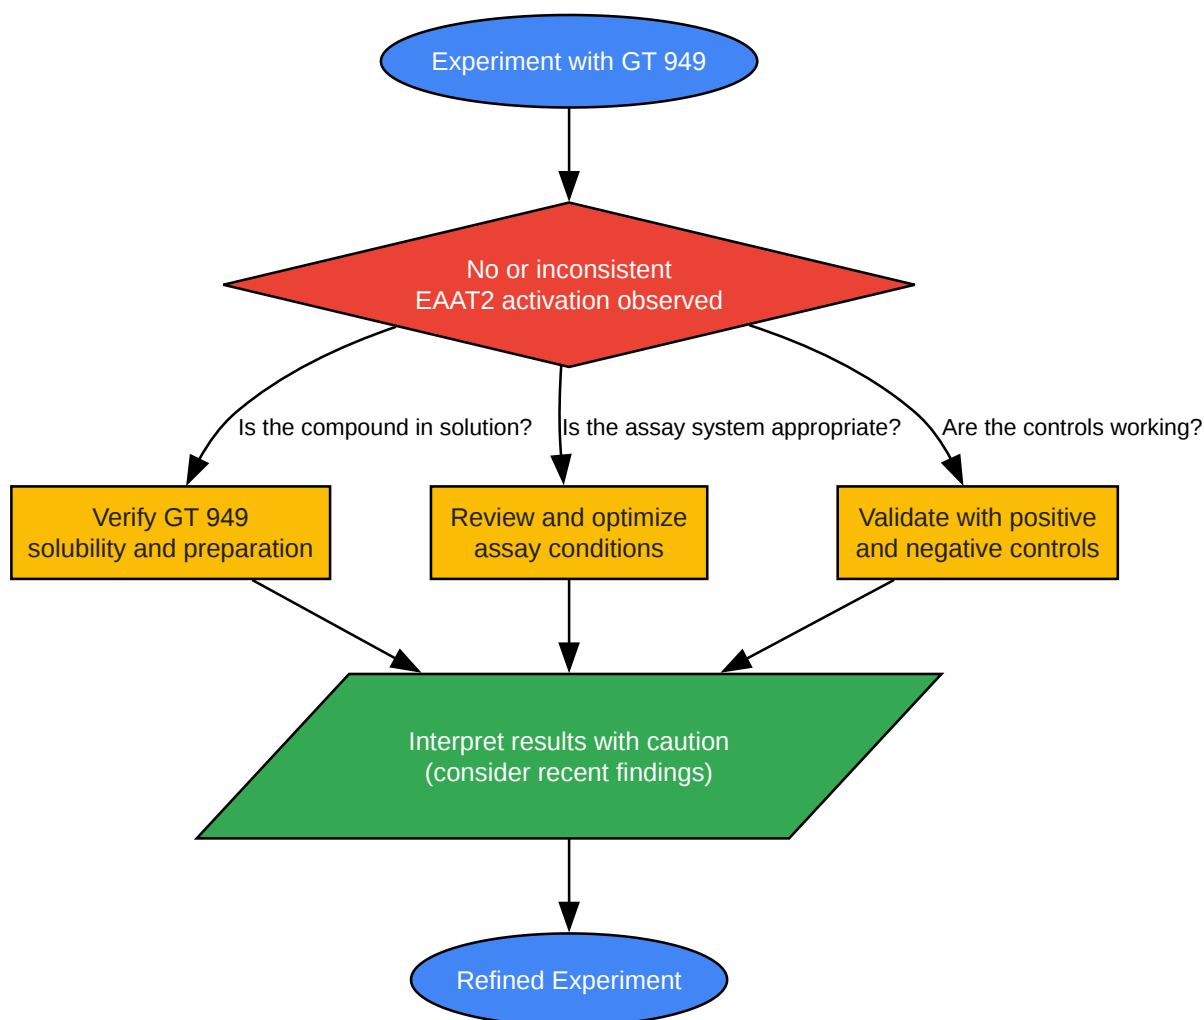 Experiment with GT 949
No or inconsistent
EAAT2 activation observed
Is the compound in solution?
Is the assay system appropriate?
Are the controls working?
Verify GT 949
solubility and preparation
Review and optimize
assay conditions
Validate with positive
and negative controls
Interpret results with caution
(consider recent findings)
Refined Experiment